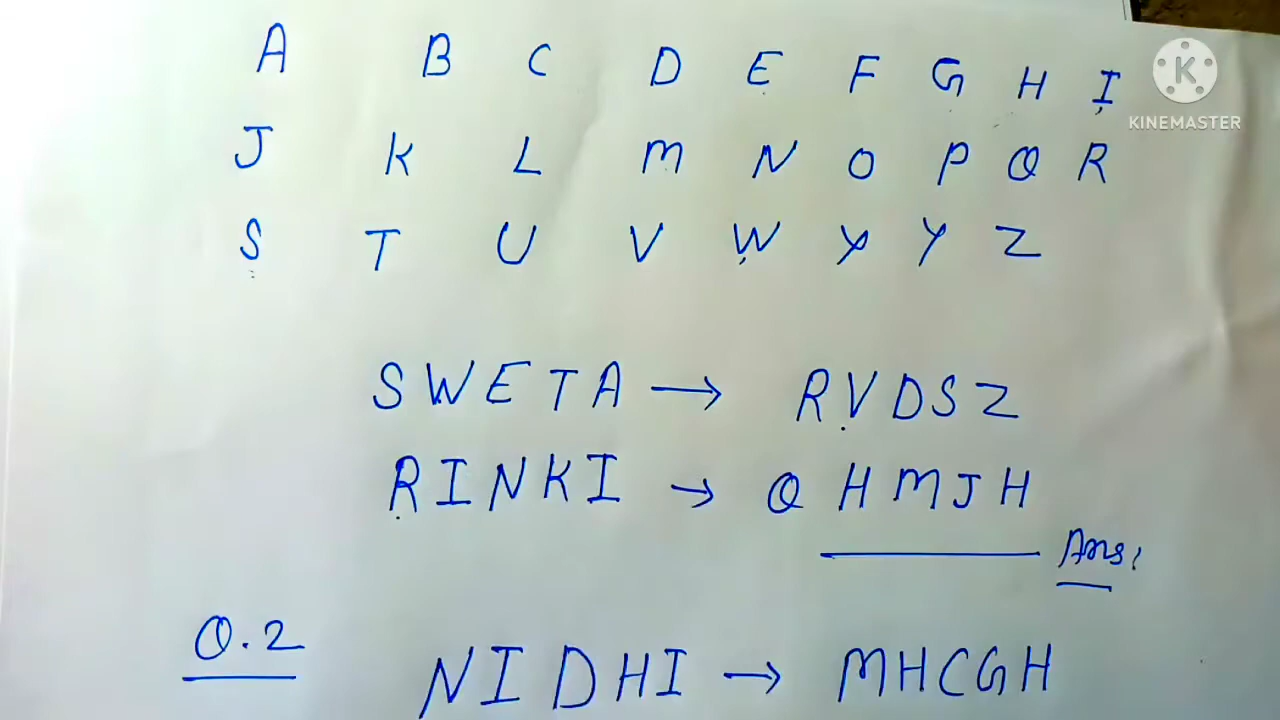 A B C D E F G H I
J K L M N O P Q R
S T U V W X Y Z
SWETA → RVDSZ
RINKI → QHMJH
Ans,
Q.2 NIDHI → MHCGH
K
KINEMASTER